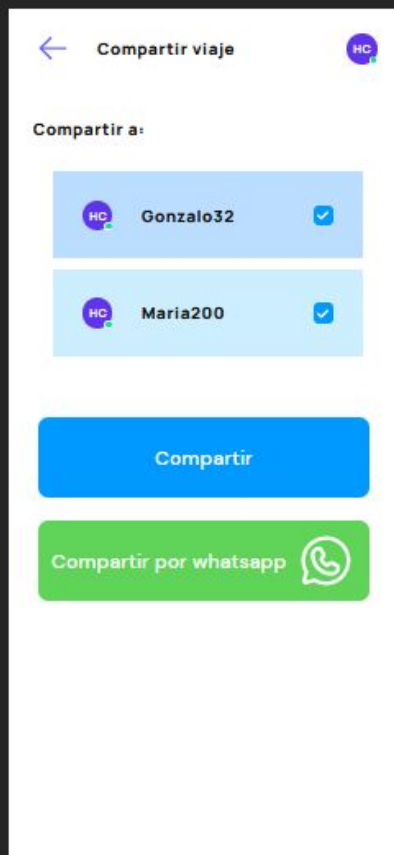 Compartir viaje
HC
Compartir a:
HC
Gonzalo32
HC
Maria200
Compartir
Compartir por whatsapp